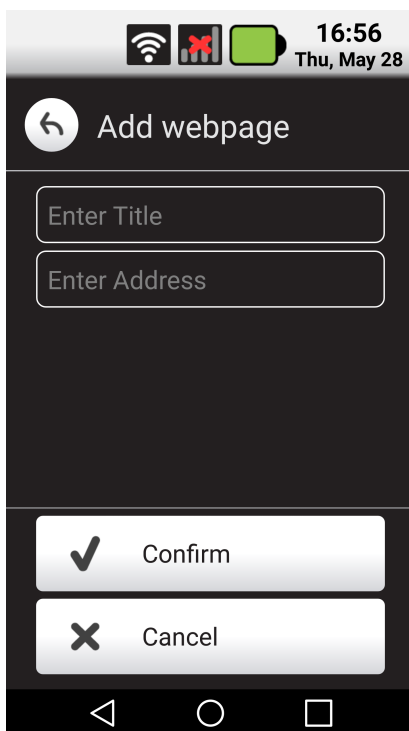 16:56
Thu, May 28
Add webpage
Enter Title
Enter Address
Confirm
Cancel